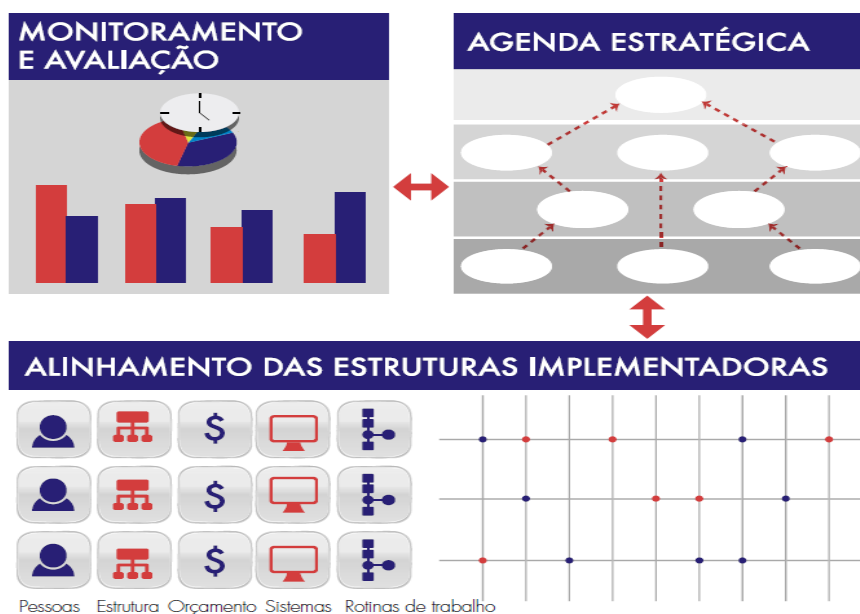 MONITORAMENTO
E AVALIAÇÃO
AGENDA ESTRATÉGICA
ALINHAMENTO DAS ESTRUTURAS IMPLEMENTADORAS
$
$
$
Pessoas Estrutura Orçamento Sistemas Rotinas de trabalho